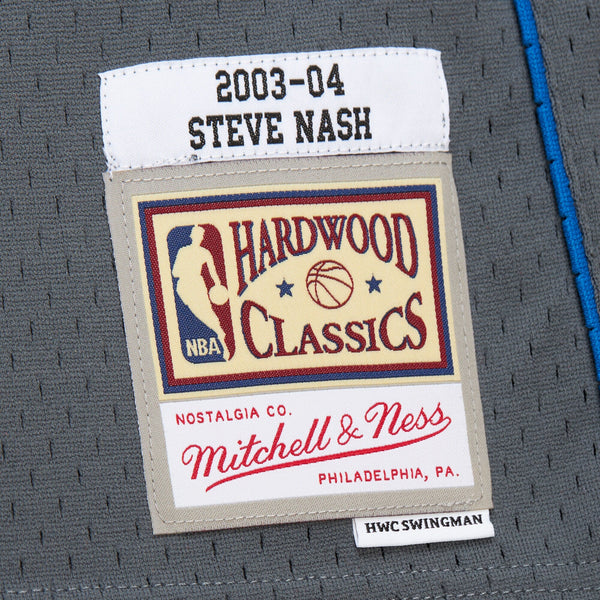 2003-04
STEVE NASH
HARDWOOD
CLASSICS
NBA
NOSTALGIA CO.
Mitchell & Ness
PHILADELPHIA, PA.
HWC SWINGMAN